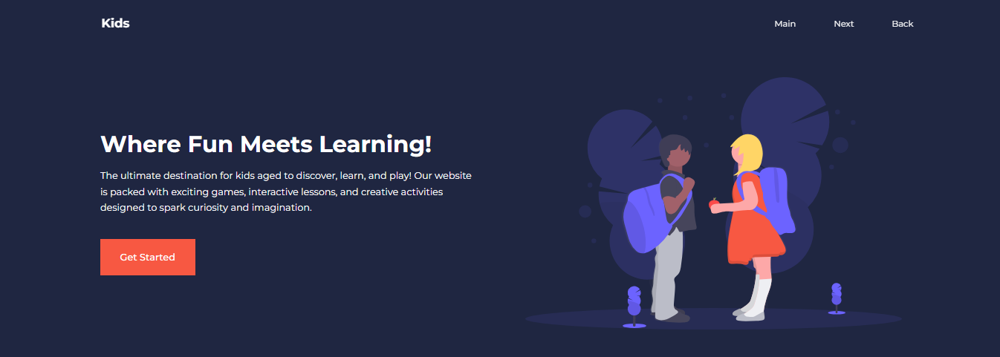 Kids
Main Next Back
Where Fun Meets Learning!
The ultimate destination for kids aged to discover, learn, and play! Our website
is packed with exciting games, interactive lessons, and creative activities
designed to spark curiosity and imagination.
Get Started